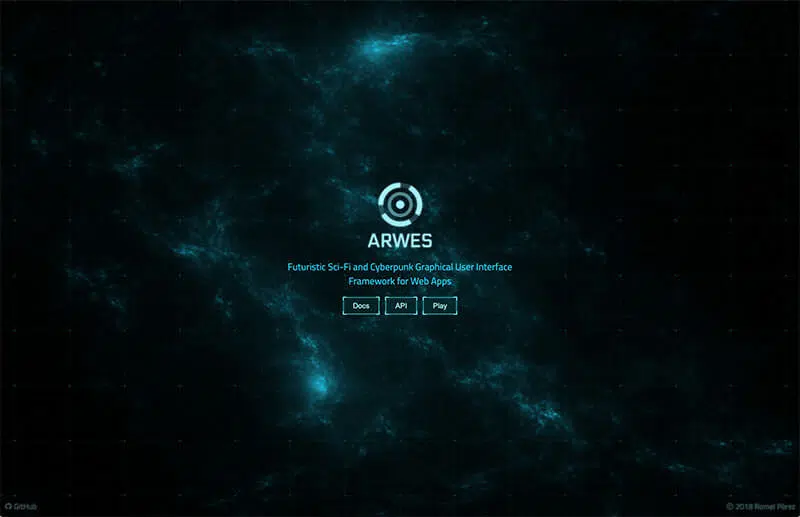 ARWES
Futuristic Sci-Fi and Cyberpunk Graphical User Interface
Framework for Web Apps
Docs API Play
GitHub © 2018 Romel Pérez